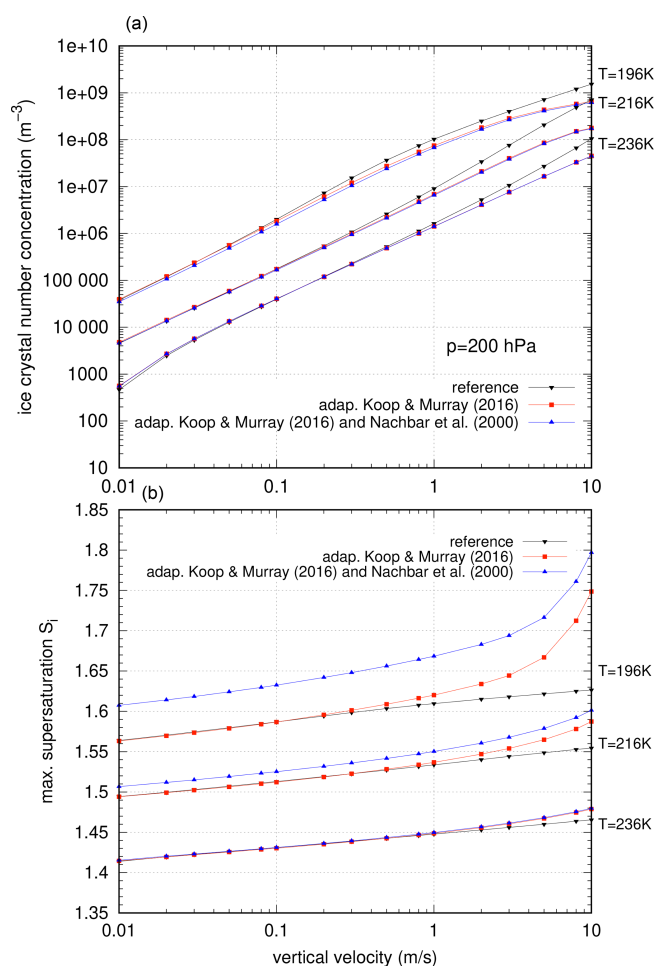 (a)
1e+10
1e+09
1e+08
1e+07
1e+06
100 000
10 000
1000
100
10
ice crystal number concentration (m⁻³)
T=196K
T=216K
T=236K
p=200 hPa
reference
adap. Koop & Murray (2016)
adap. Koop & Murray (2016) and Nachbar et al. (2000)
0.01 0.1 1 10
(b)
1.85
1.8
1.75
1.7
1.65
1.6
1.55
1.5
1.45
1.4
1.35
max. supersaturation Sᵢ
reference
adap. Koop & Murray (2016)
adap. Koop & Murray (2016) and Nachbar et al. (2000)
T=196K
T=216K
T=236K
0.01 0.1 1 10
vertical velocity (m/s)